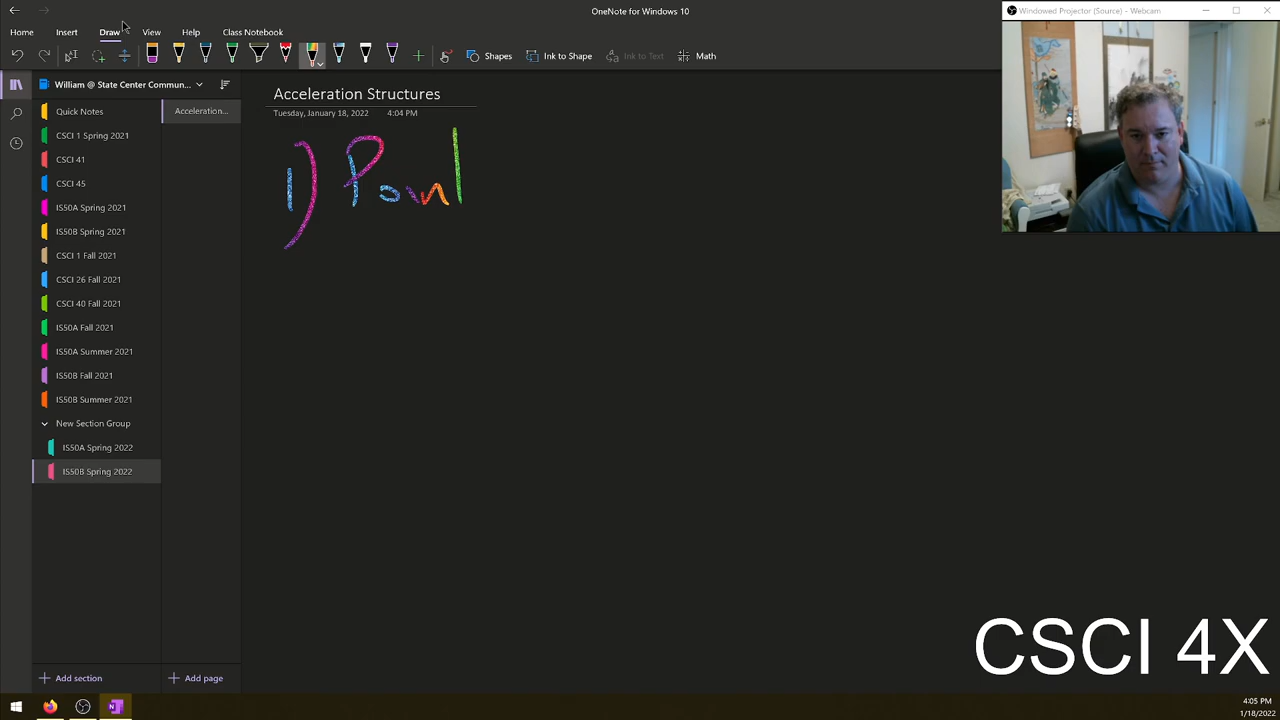 OneNote for Windows 10
Windowed Projector (Source) - Webcam
ome Insert Draw View Help Class Notebook
Shapes Ink to Shape Ink to Text Math
William @ State Center Commun...
Quick Notes
CSCI 1 Spring 2021
CSCI 41
CSCI 45
IS50A Spring 2021
IS50B Spring 2021
CSCI 1 Fall 2021
CSCI 26 Fall 2021
CSCI 40 Fall 2021
IS50A Fall 2021
IS50A Summer 2021
IS50B Fall 2021
IS50B Summer 2021
New Section Group
IS50A Spring 2022
IS50B Spring 2022
Add section
Acceleration...
Add page
Acceleration Structures
Tuesday, January 18, 2022 4:04 PM
1)
CSCI 4X
4:05 PM
1/18/2022